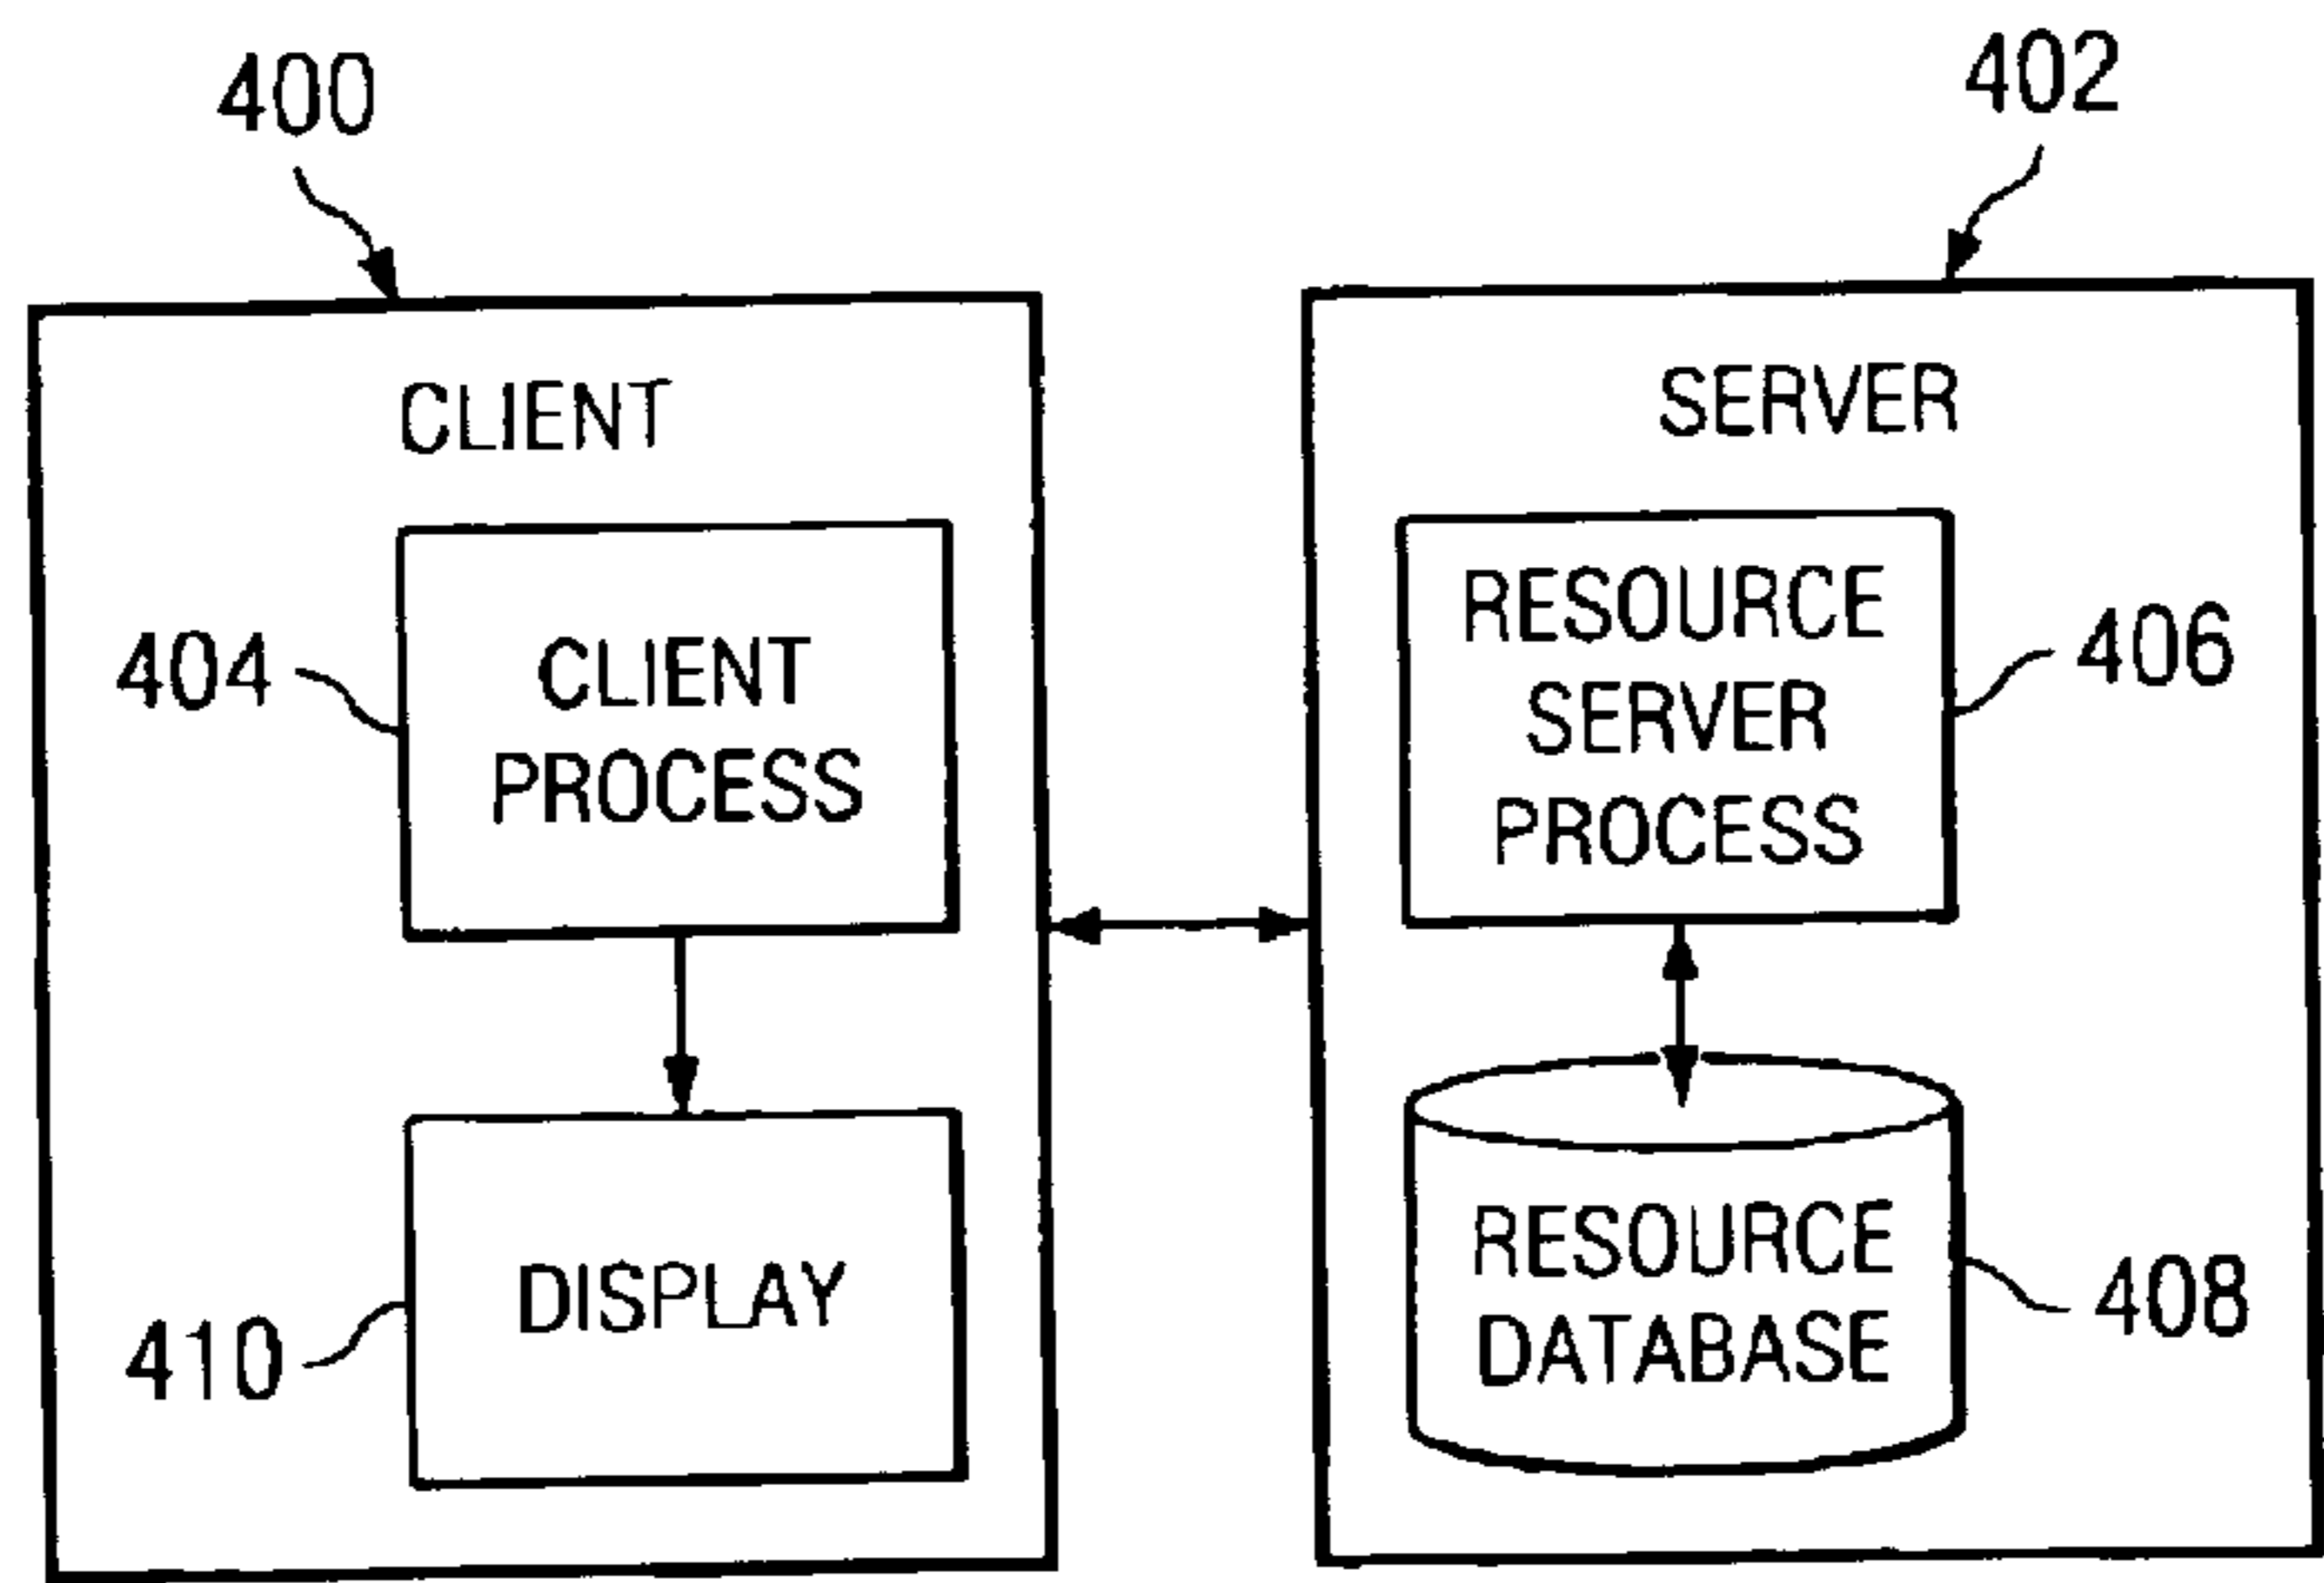 400
402
CLIENT
SERVER
404
CLIENT
PROCESS
RESOURCE
SERVER
PROCESS
406
410
DISPLAY
RESOURCE
DATABASE
408